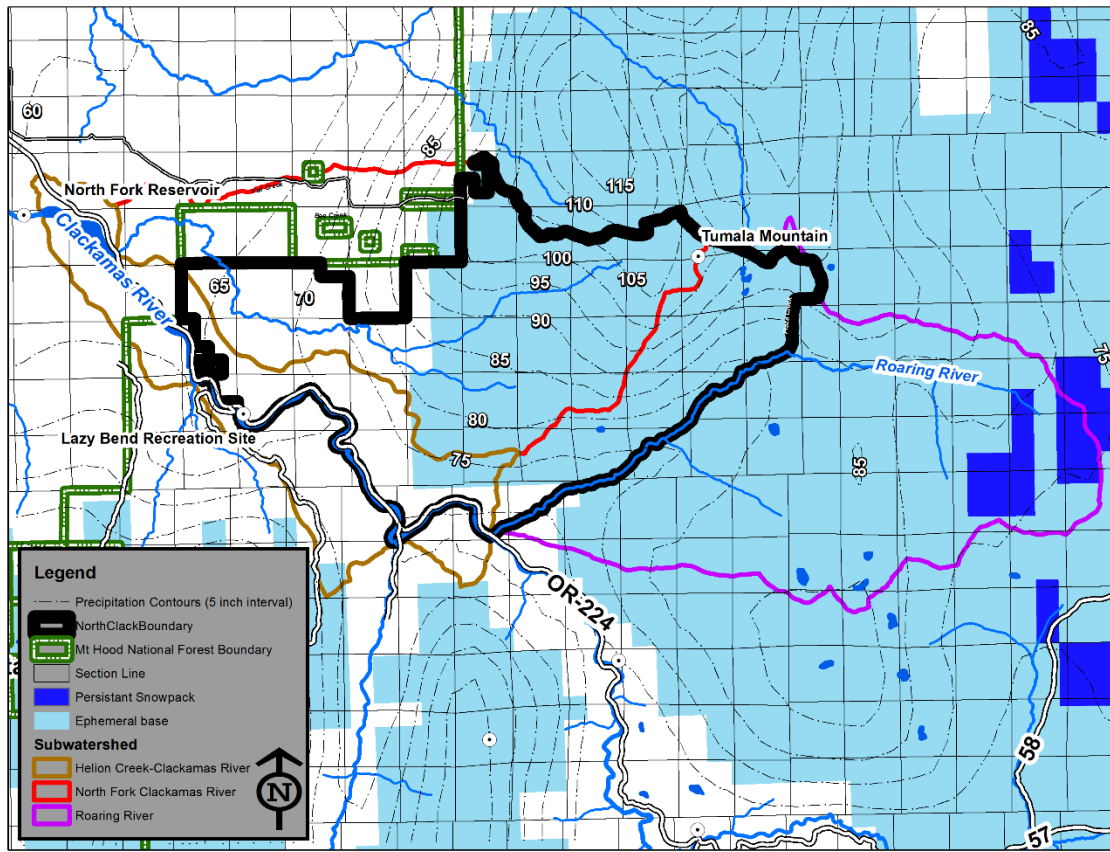 85
60
85
North Fork Reservoir
115
110
Tumala Mountain
Clackamas River
100
105
95
65
70
90
75
85
Roaring River
80
Lazy Bend Recreation Site
75
85
OR-224
58
57
Legend
Precipitation Contours (5 inch interval)
NorthClackBoundary
Mt Hood National Forest Boundary
Section Line
Persistant Snowpack
Ephemeral base
Subwatershed
Helion Creek-Clackamas River
North Fork Clackamas River
Roaring River
N